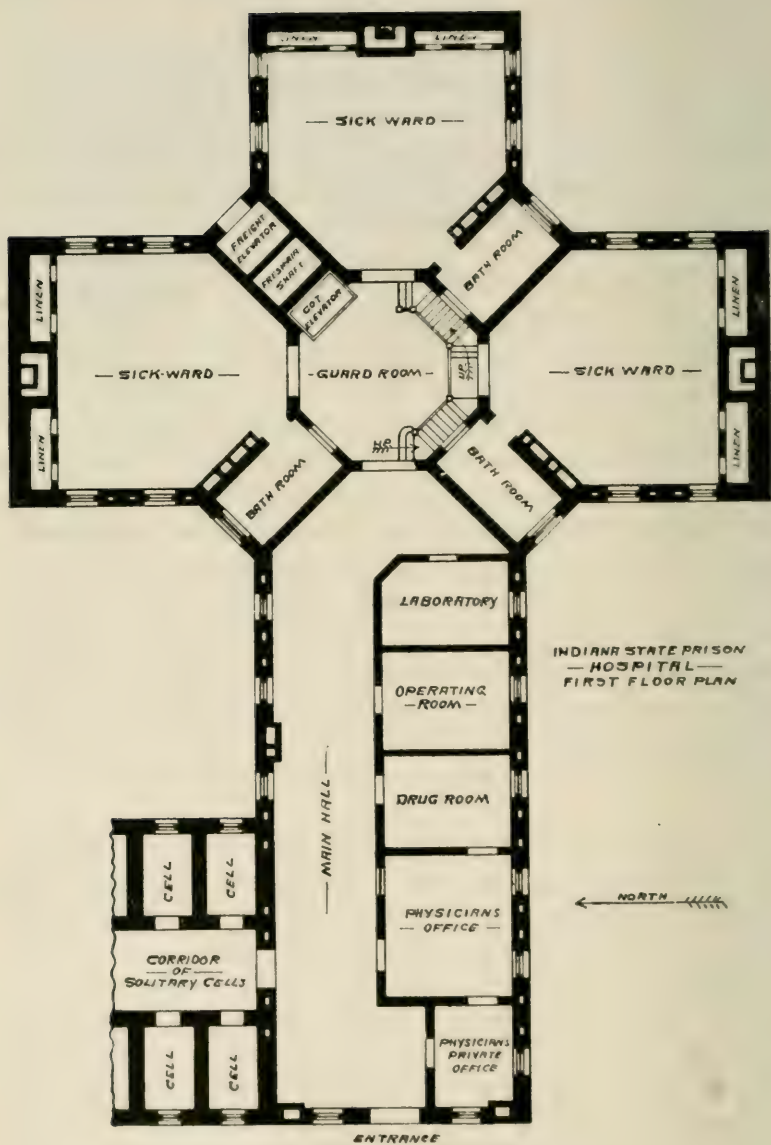 LINEN
LINEN
— SICK WARD —
FREIGHT
ELEVATOR
FRESH AIR
SHAFT
COT
ELEVATOR
BATH ROOM
LINEN
LINEN
— SICK-WARD —
- GUARD ROOM -
UP
— SICK WARD —
LINEN
LINEN
UP
BATH ROOM
BATH ROOM
LABORATORY
INDIANA STATE PRISON
— HOSPITAL —
FIRST FLOOR PLAN
OPERATING
— ROOM —
DRUG ROOM
— MAIN HALL —
CELL
CELL
NORTH
PHYSICIANS
— OFFICE —
CORRIDOR
— OF —
SOLITARY CELLS
CELL
CELL
PHYSICIANS
PRIVATE
OFFICE
ENTRANCE